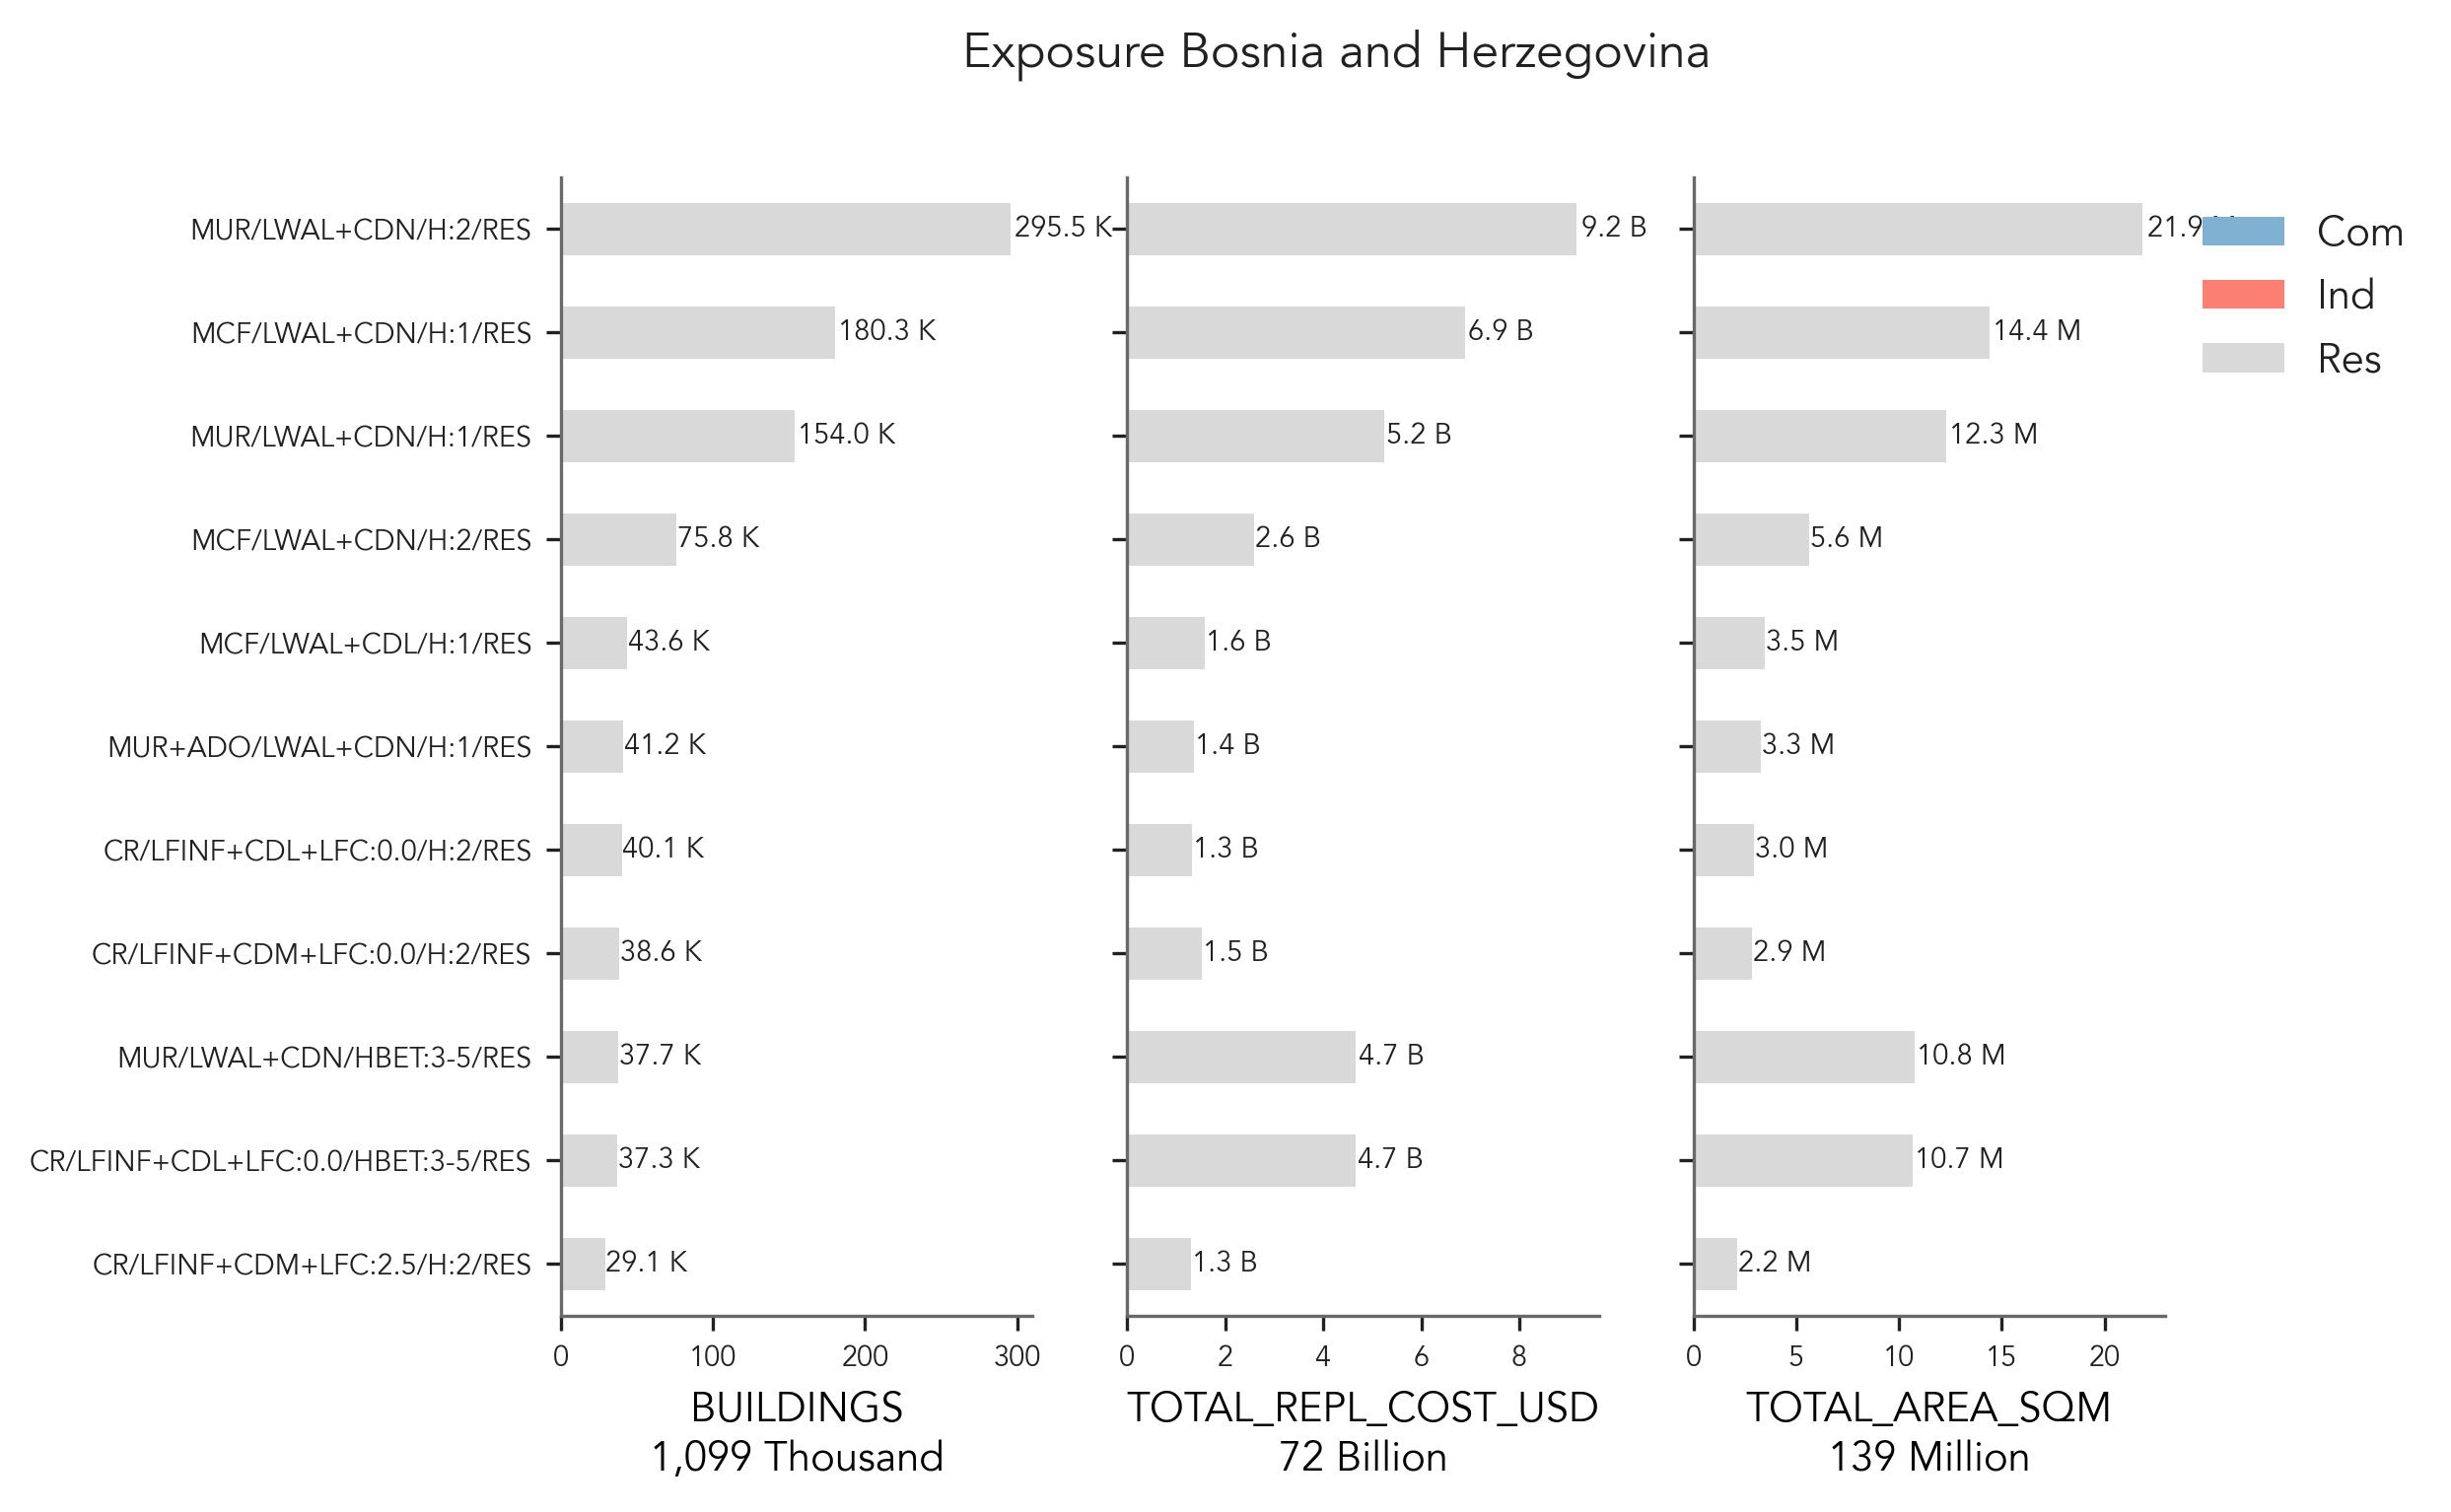 Exposure Bosnia and Herzegovina
MUR/LWAL+CDN/H:2/RES 295.5 K 9.2 B 21.9
MCF/LWAL+CDN/H:1/RES 180.3 K 6.9 B 14.4 M
MUR/LWAL+CDN/H:1/RES 154.0 K 5.2 B 12.3 M
MCF/LWAL+CDN/H:2/RES 75.8 K 2.6 B 5.6 M
MCF/LWAL+CDL/H:1/RES 43.6 K 1.6 B 3.5 M
MUR+ADO/LWAL+CDN/H:1/RES 41.2 K 1.4 B 3.3 M
CR/LFINF+CDL+LFC:0.0/H:2/RES 40.1 K 1.3 B 3.0 M
CR/LFINF+CDM+LFC:0.0/H:2/RES 38.6 K 1.5 B 2.9 M
MUR/LWAL+CDN/HBET:3-5/RES 37.7 K 4.7 B 10.8 M
CR/LFINF+CDL+LFC:0.0/HBET:3-5/RES 37.3 K 4.7 B 10.7 M
CR/LFINF+CDM+LFC:2.5/H:2/RES 29.1 K 1.3 B 2.2 M
Com
Ind
Res
0 100 200 300
BUILDINGS
1,099 Thousand
0 2 4 6 8
TOTAL_REPL_COST_USD
72 Billion
0 5 10 15 20
TOTAL_AREA_SQM
139 Million